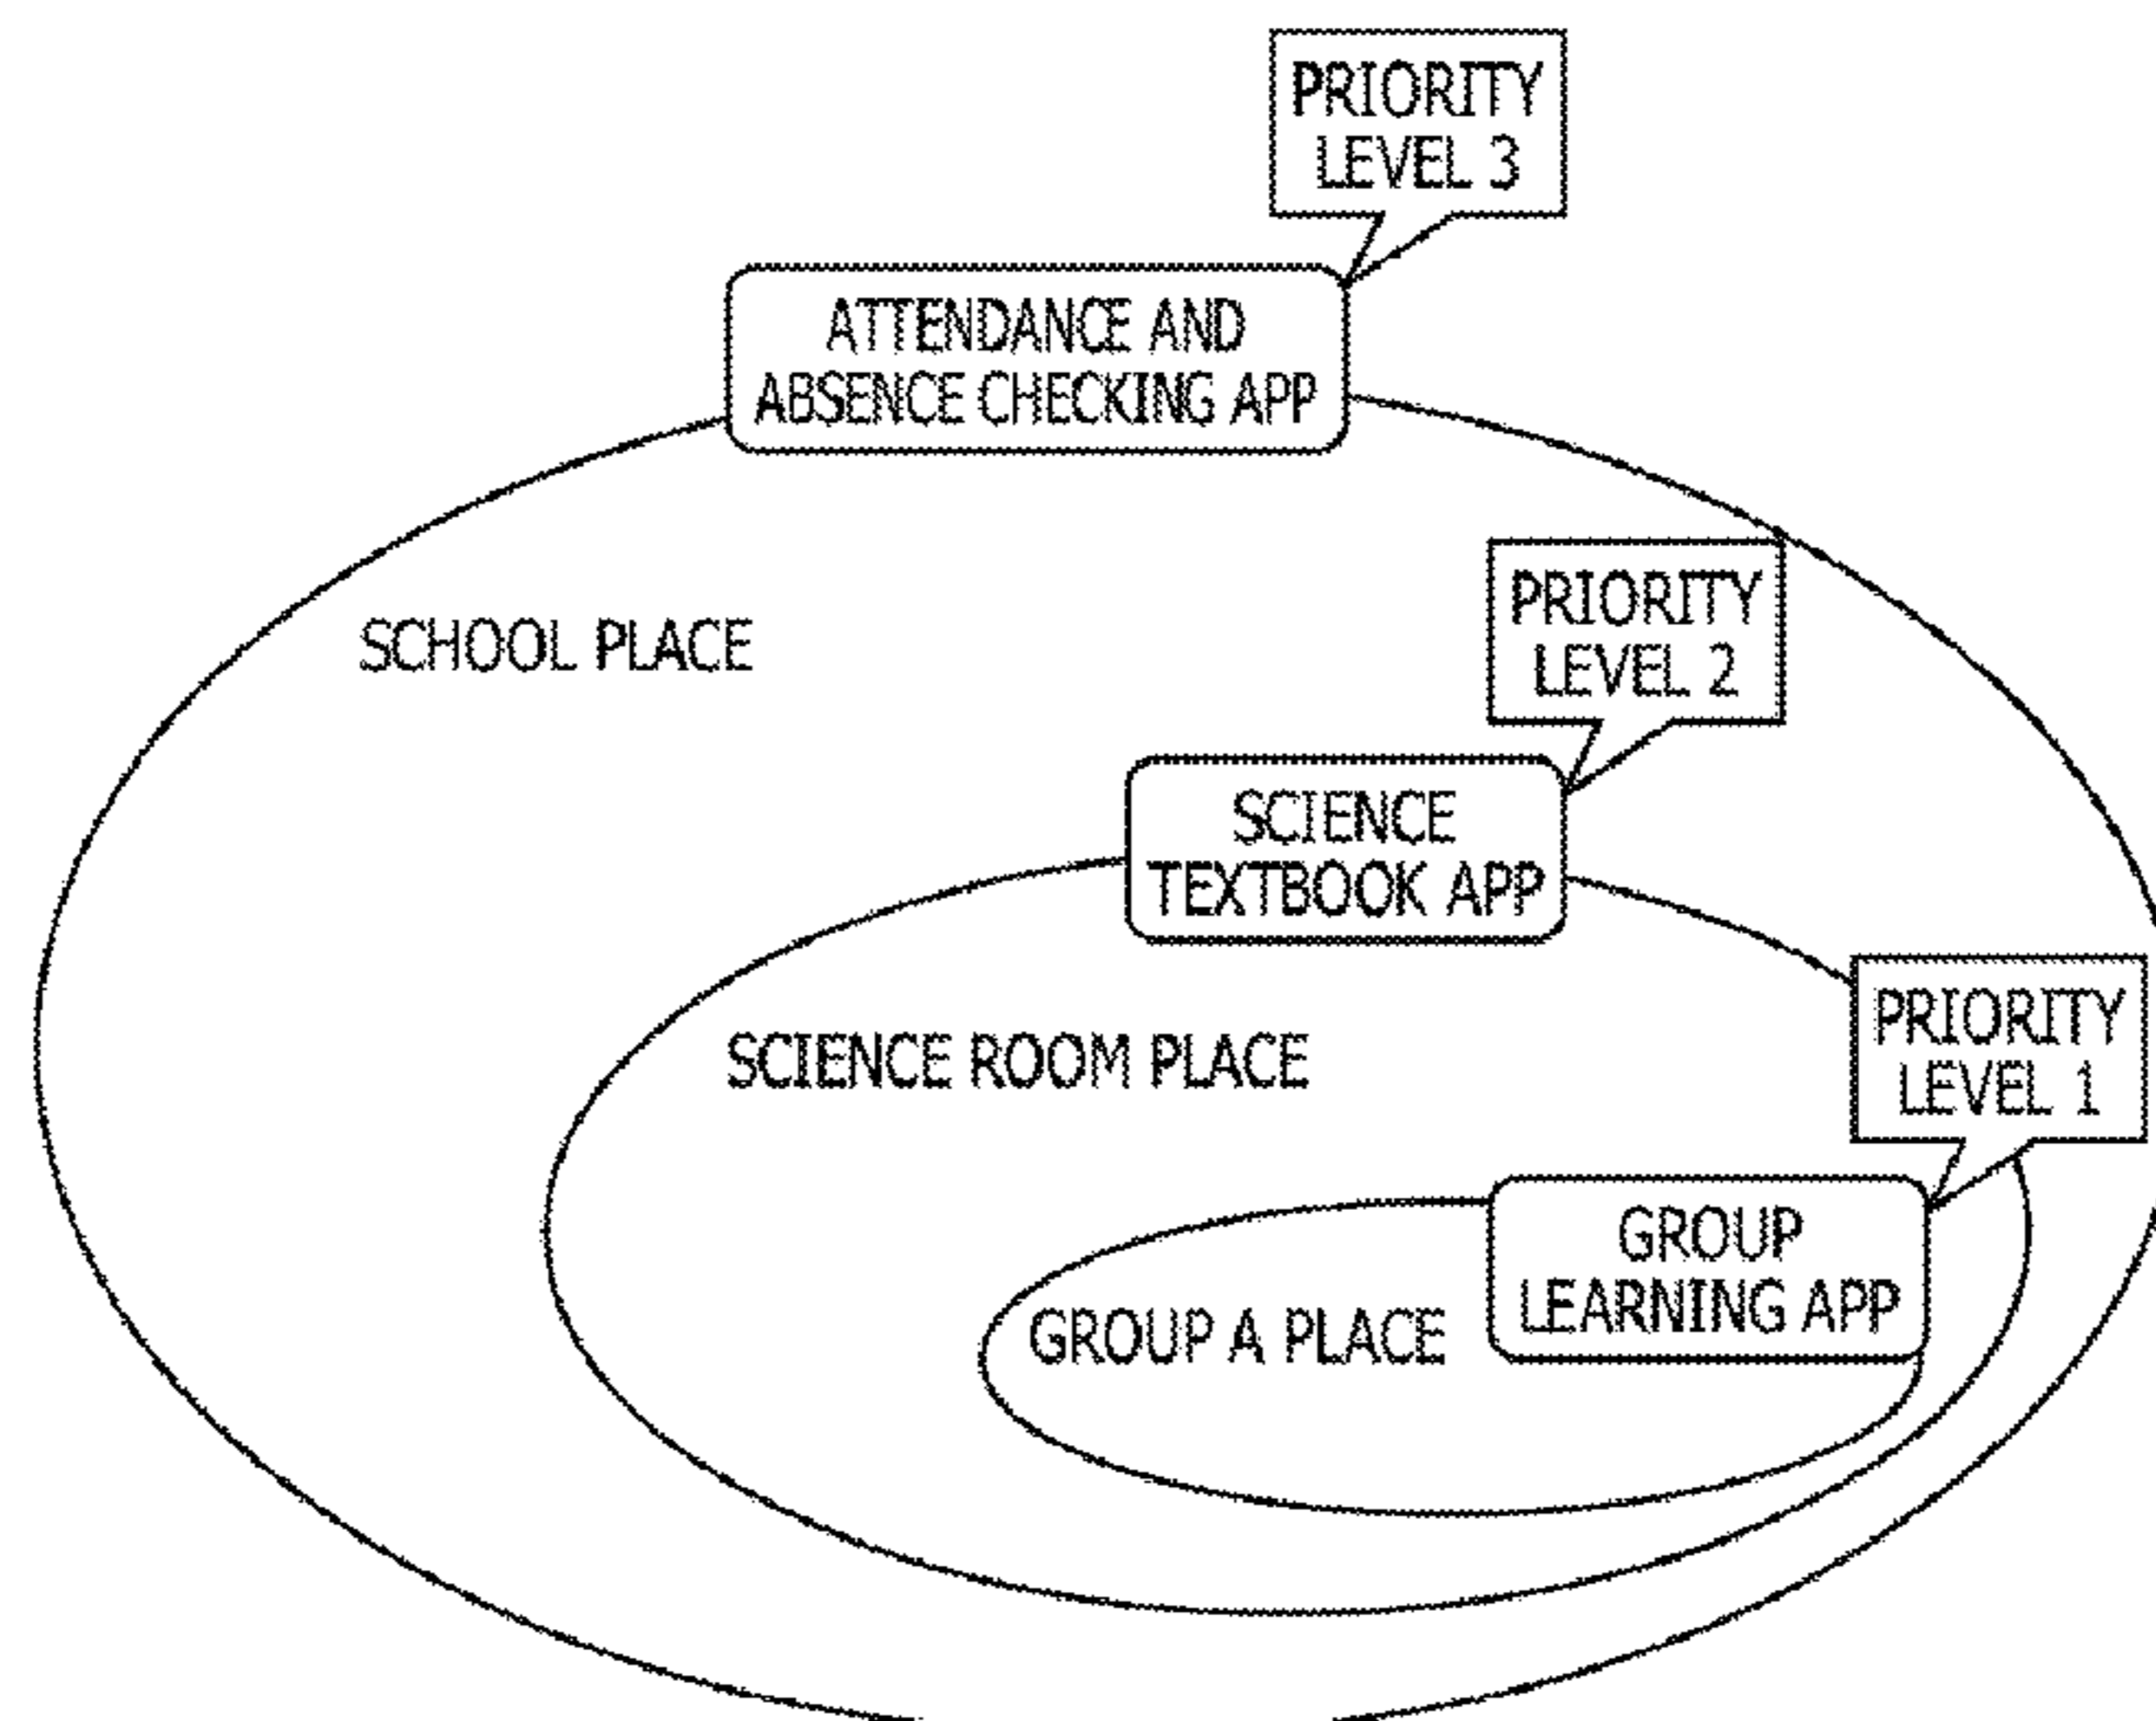 PRIORITY
LEVEL 3
ATTENDANCE AND
ABSENCE CHECKING APP
SCHOOL PLACE
PRIORITY
LEVEL 2
SCIENCE
TEXTBOOK APP
SCIENCE ROOM PLACE
PRIORITY
LEVEL 1
GROUP
LEARNING APP
GROUP A PLACE